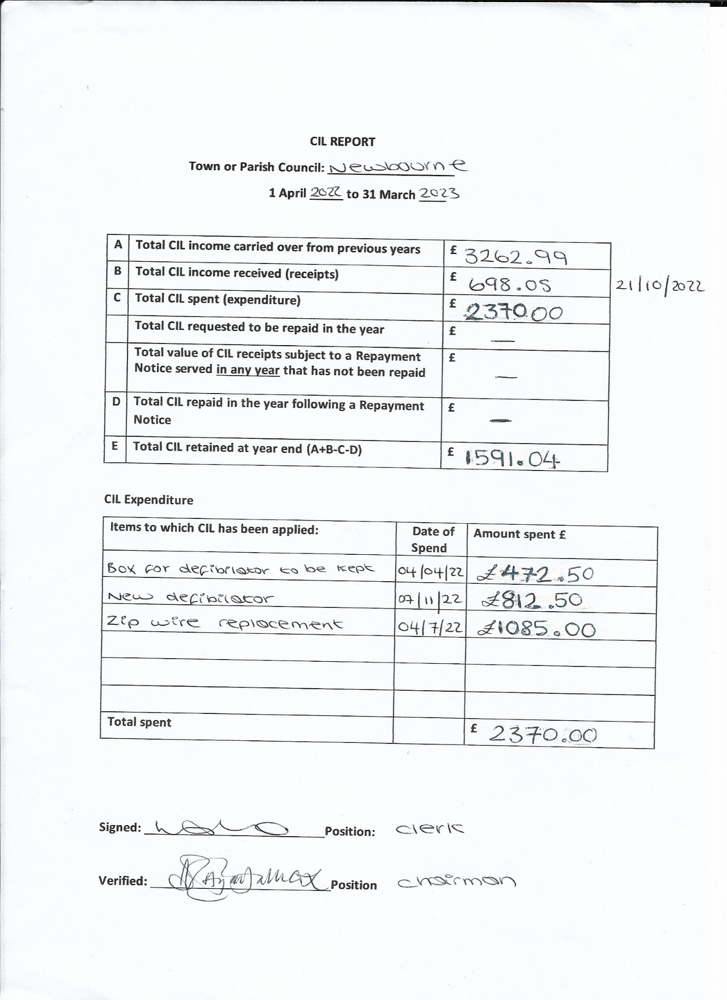 CIL REPORT
Town or Parish Council: Newbourne
1 April 2022 to 31 March 2023
A Total CIL income carried over from previous years £ 3262.99
B Total CIL income received (receipts) £ 698.05 21/10/2022
C Total CIL spent (expenditure) £ 2370.00
Total CIL requested to be repaid in the year £ —
Total value of CIL receipts subject to a Repayment £
Notice served in any year that has not been repaid —
D Total CIL repaid in the year following a Repayment £
Notice —
E Total CIL retained at year end (A+B-C-D) £ 1591.04
CIL Expenditure
Items to which CIL has been applied: Date of Amount spent £
Spend
Box for defibrilator to be kept 04/04/22 £472.50
New defibilator 07/11/22 £812.50
Zip wire replacement 04/7/22 £1085.00
Total spent £ 2370.00
Signed: Position: clerk
Verified: Position chairman